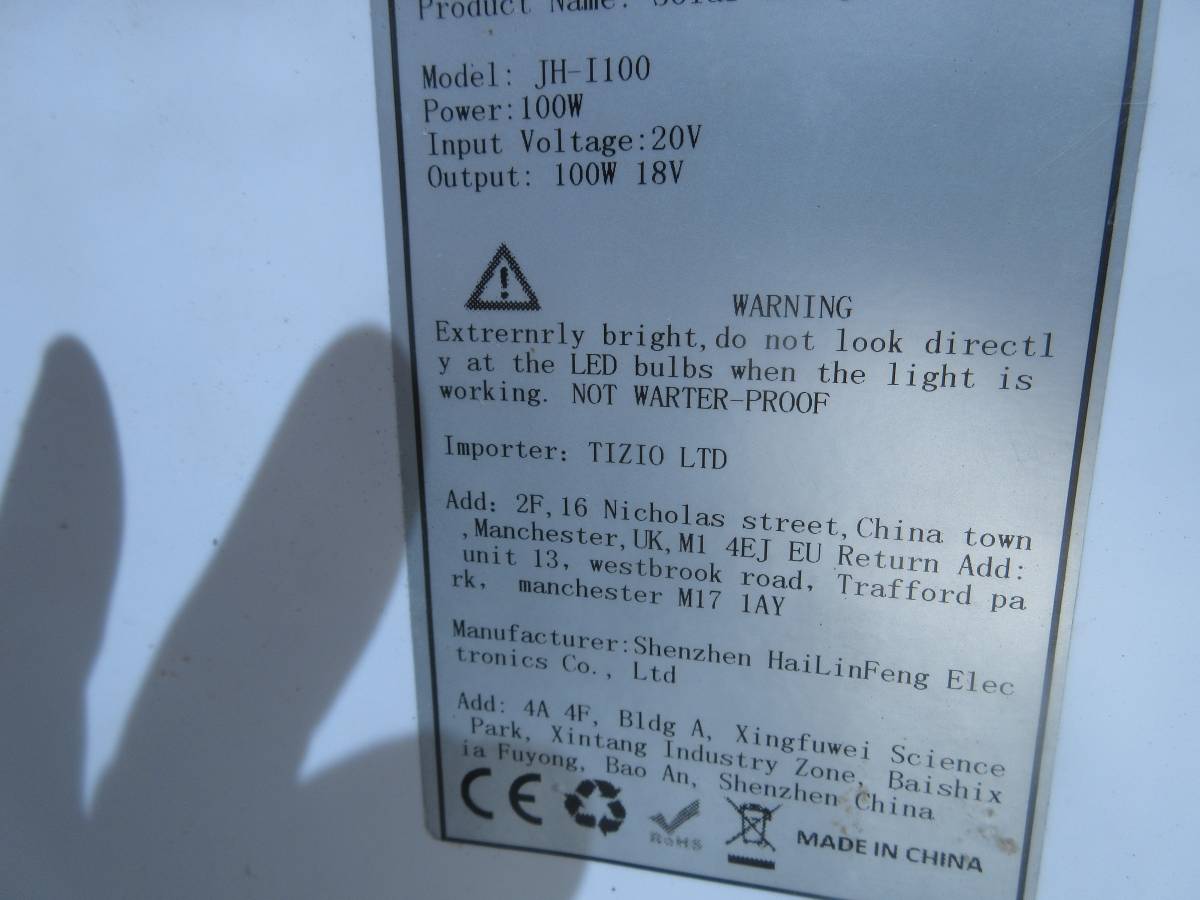 Product Name: Solar
Model: JH-I100
Power:100W
Input Voltage:20V
Output: 100W 18V
WARNING
Extrernrly bright,do not look directl
y at the LED bulbs when the light is
working. NOT WARTER-PROOF
Importer: TIZIO LTD
Add: 2F,16 Nicholas street,China town
,Manchester,UK,M1 4EJ EU Return Add:
unit 13, westbrook road, Trafford pa
rk, manchester M17 1AY
Manufacturer:Shenzhen HaiLinFeng Elec
tronics Co., Ltd
Add: 4A 4F, Bldg A, Xingfuwei Science
Park, Xintang Industry Zone, Baishix
ia Fuyong, Bao An, Shenzhen China
CE RoHS MADE IN CHINA